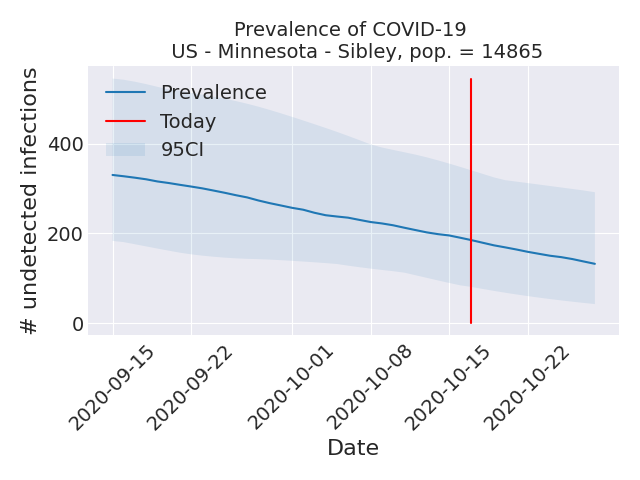 Prevalence of COVID-19
US - Minnesota - Sibley, pop. = 14865
# undetected infections
400
200
0
Prevalence
Today
95CI
2020-09-15
2020-09-22
2020-10-01
2020-10-08
2020-10-15
2020-10-22
Date